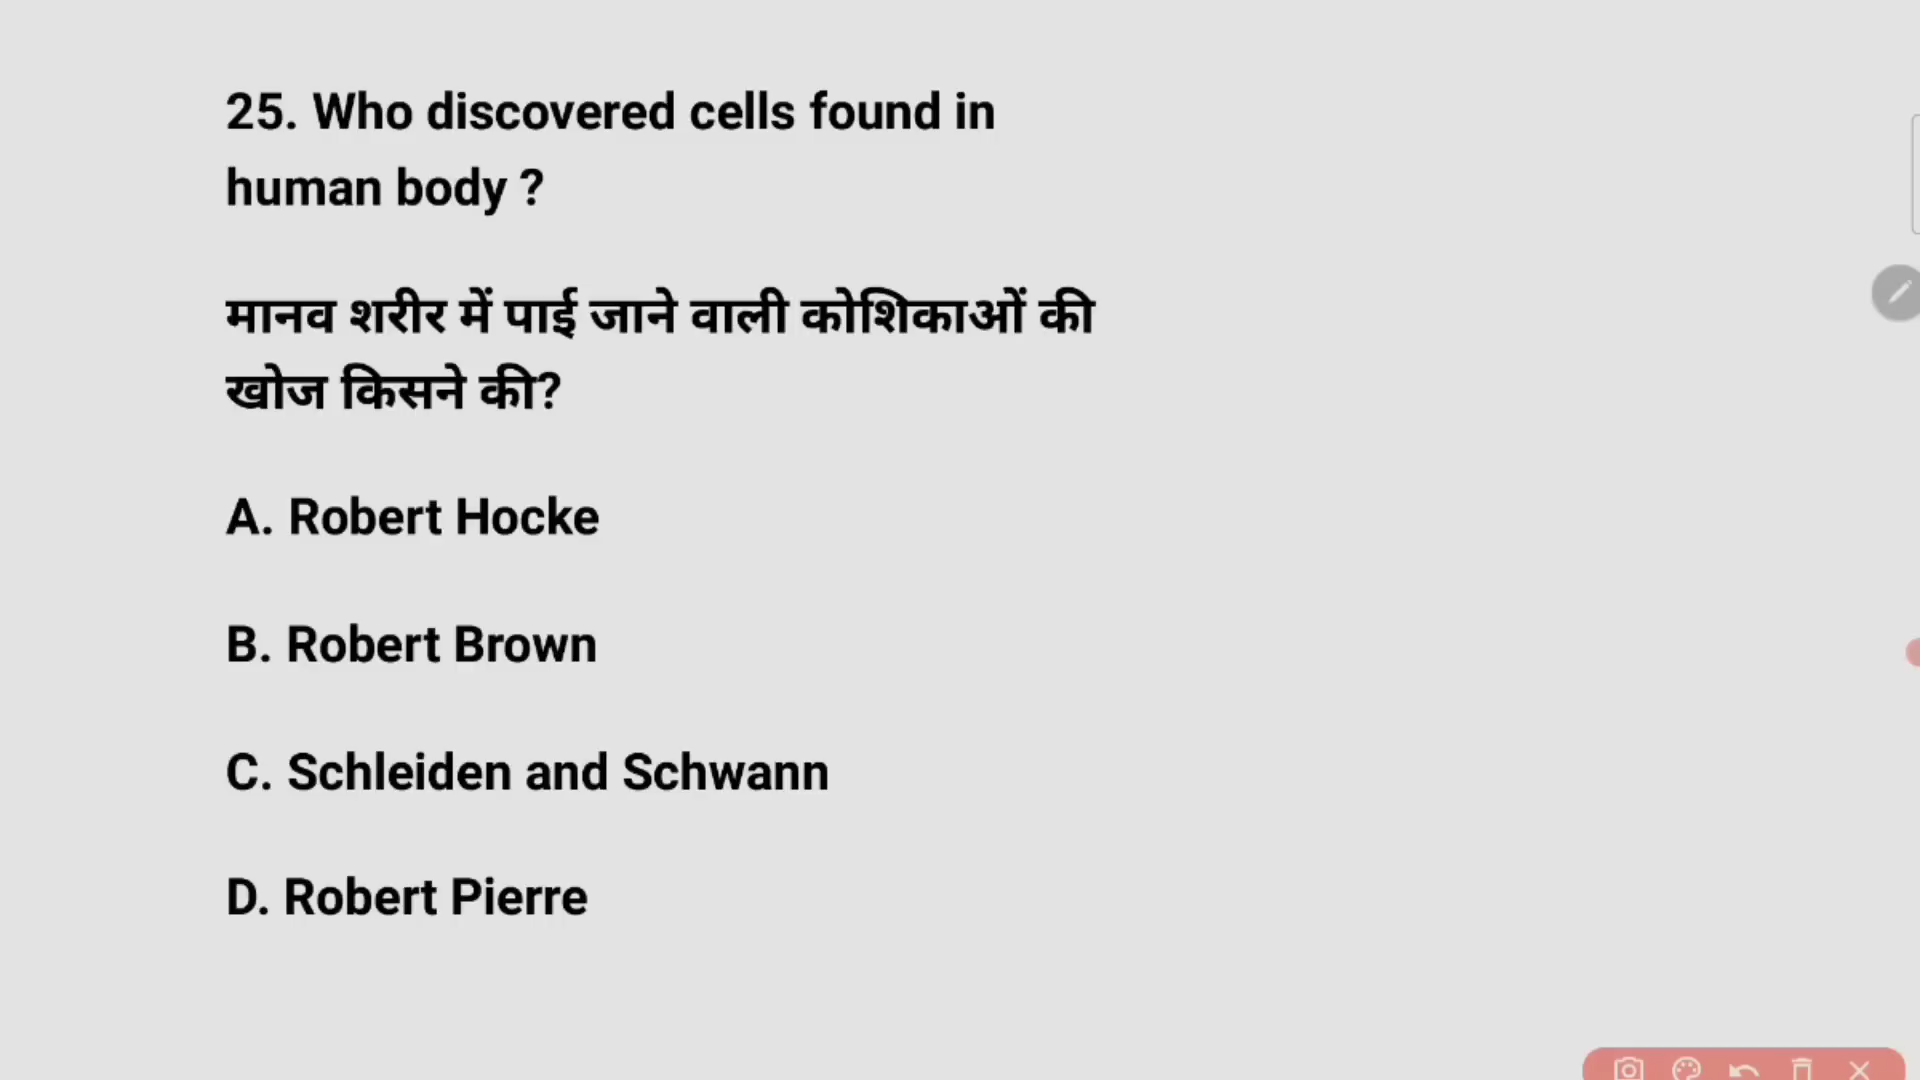 25. Who discovered cells found in
human body ?
मानव शरीर में पाई जाने वाली कोशिकाओं की
खोज किसने की?
A. Robert Hocke
B. Robert Brown
C. Schleiden and Schwann
D. Robert Pierre